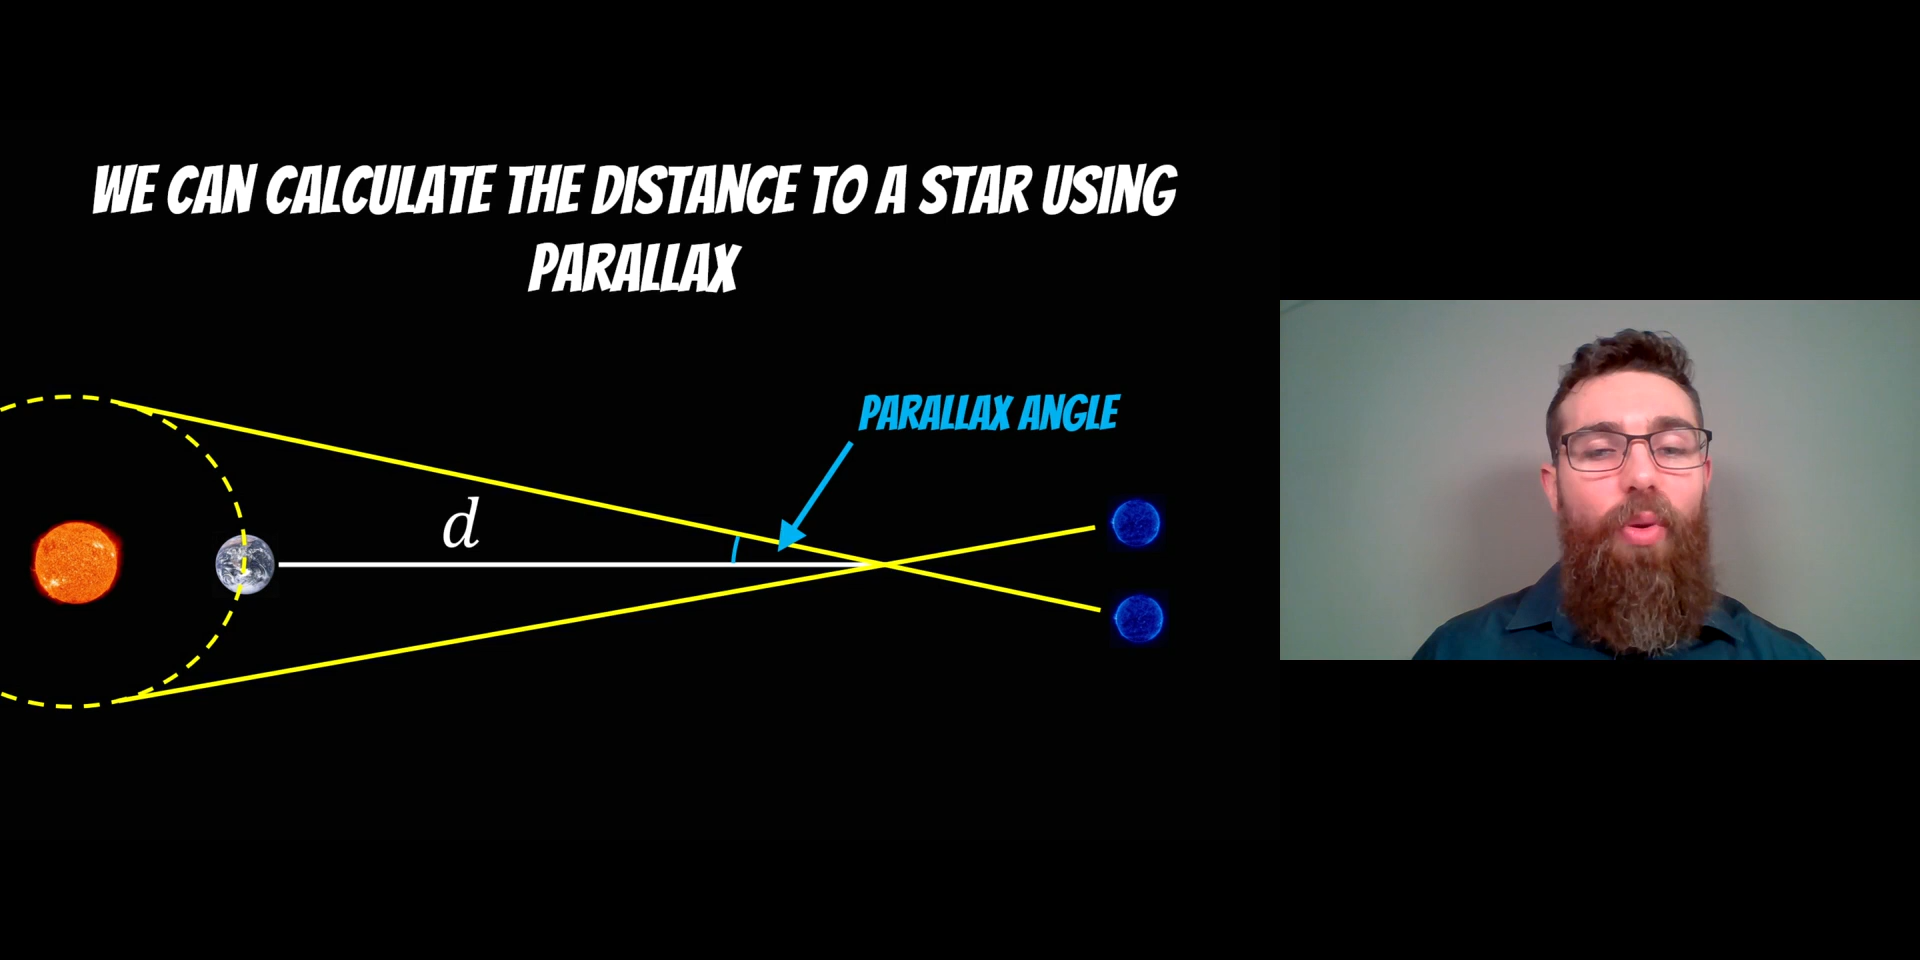 WE CAN CALCULATE THE DISTANCE TO A STAR USING
PARALLAX
PARALLAX ANGLE
d